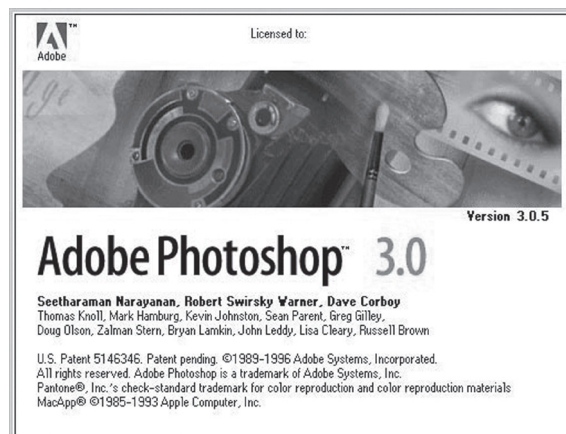 Adobe
Licensed to:
Version 3.0.5
Adobe Photoshop™ 3.0
Seetharaman Narayanan, Robert Swirsky Warner, Dave Corboy
Thomas Knoll, Mark Hamburg, Kevin Johnston, Sean Parent, Greg Gilley,
Doug Olson, Zalman Stern, Bryan Lamkin, John Leddy, Lisa Cleary, Russell Brown
U.S. Patent 5146346. Patent pending. ©1989-1996 Adobe Systems, Incorporated.
All rights reserved. Adobe Photoshop is a trademark of Adobe Systems, Inc.
Pantone®, Inc.'s check-standard trademark for color reproduction and color reproduction materials
MacApp® ©1985-1993 Apple Computer, Inc.